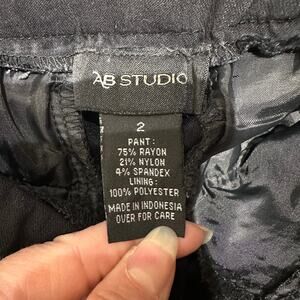 AB STUDIO
2
PANT:
75% RAYON
21% NYLON
4% SPANDEX
LINING:
100% POLYESTER
MADE IN INDONESIA
OVER FOR CARE